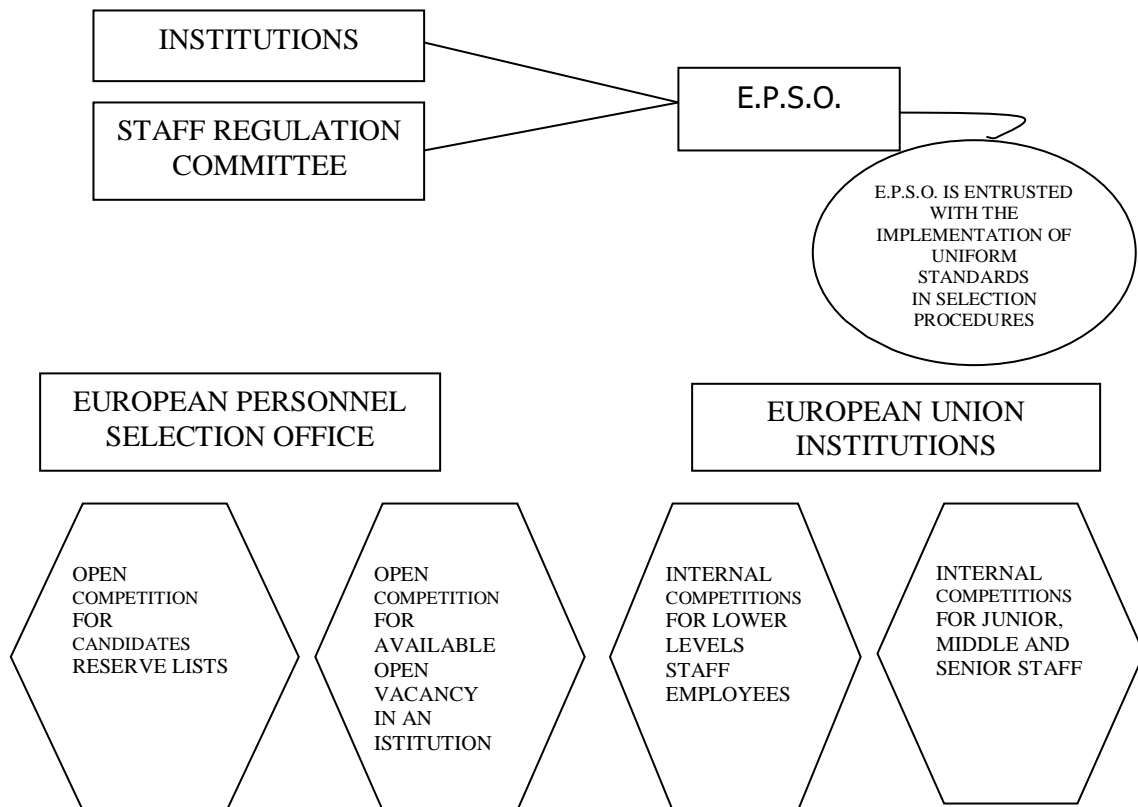 INSTITUTIONS
STAFF REGULATION
COMMITTEE
E.P.S.O.
E.P.S.O. IS ENTRUSTED
WITH THE
IMPLEMENTATION OF
UNIFORM
STANDARDS
IN SELECTION
PROCEDURES
EUROPEAN PERSONNEL
SELECTION OFFICE
EUROPEAN UNION
INSTITUTIONS
OPEN
COMPETITION
FOR
CANDIDATES
RESERVE LISTS
OPEN
COMPETITION
FOR
AVAILABLE
OPEN
VACANCY
IN AN
ISTITUTION
INTERNAL
COMPETITIONS
FOR LOWER
LEVELS
STAFF
EMPLOYEES
INTERNAL
COMPETITIONS
FOR JUNIOR,
MIDDLE AND
SENIOR STAFF